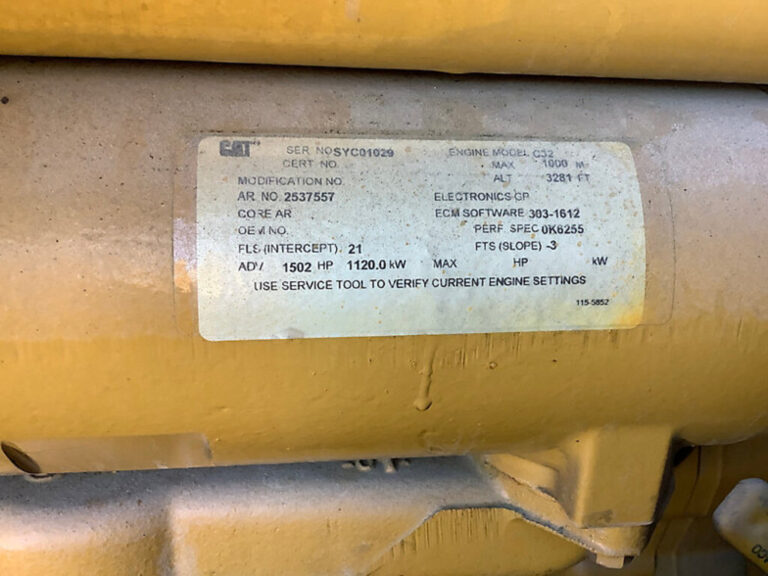 CAT SER NO SYC01029 ENGINE MODEL C32
CERT NO. MAX 1000 M
MODIFICATION NO. ALT 3281 FT
AR NO. 2537557 ELECTRONICS GP
CORE AR ECM SOFTWARE 303-1612
OEM NO. PERF. SPEC 0K6255
FLS (INTERCEPT) 21 FTS (SLOPE) -3
ADV 1502 HP 1120.0 kW MAX HP kW
USE SERVICE TOOL TO VERIFY CURRENT ENGINE SETTINGS
115-5852